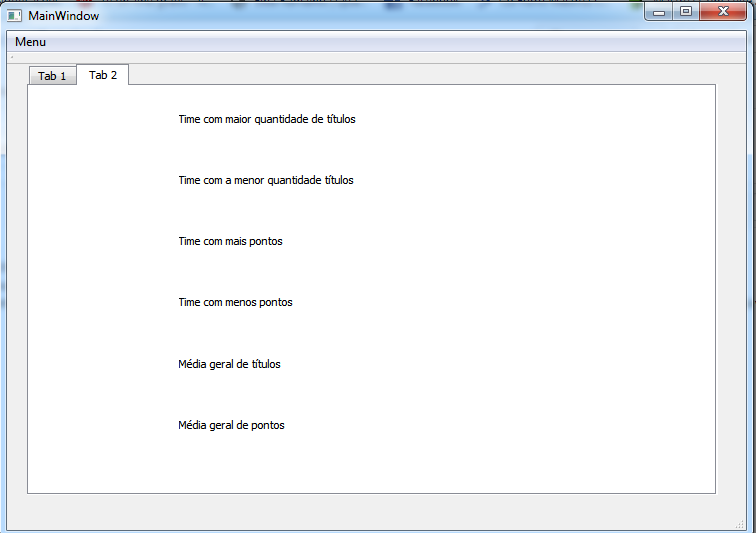 MainWindow
Menu
Tab 1
Tab 2
Time com maior quantidade de títulos
Time com a menor quantidade títulos
Time com mais pontos
Time com menos pontos
Média geral de títulos
Média geral de pontos